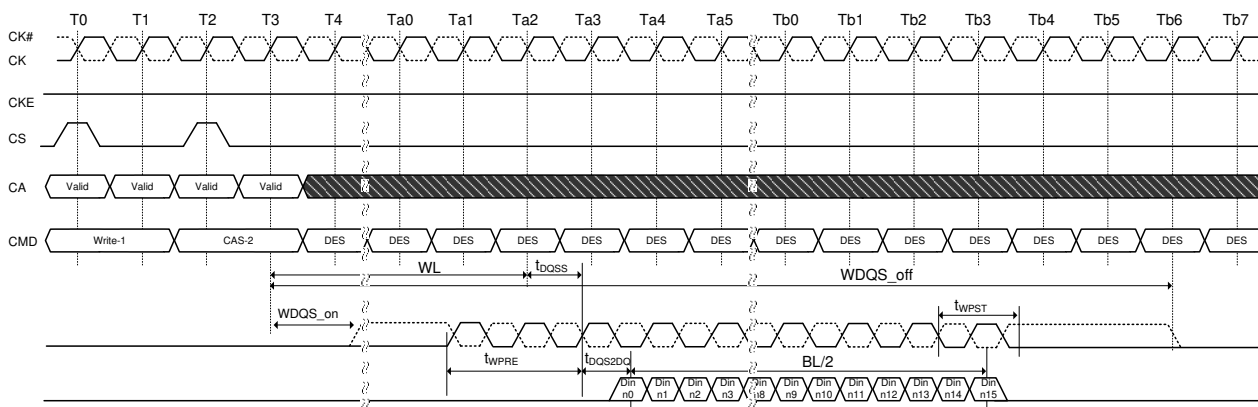 T0 T1 T2 T3 T4 Ta0 Ta1 Ta2 Ta3 Ta4 Ta5 Tb0 Tb1 Tb2 Tb3 Tb4 Tb5 Tb6 Tb7
CK#
CK
CKE
CS
CA Valid Valid Valid Valid
CMD Write-1 CAS-2 DES DES DES DES DES DES DES DES DES DES DES DES DES DES DES
WL tDQSS WDQS_off
WDQS_on tWPST
tWPRE tDQS2DQ BL/2
Din n0 Din n1 Din n2 Din n3 Din n8 Din n9 Din n10 Din n11 Din n12 Din n13 Din n14 Din n15